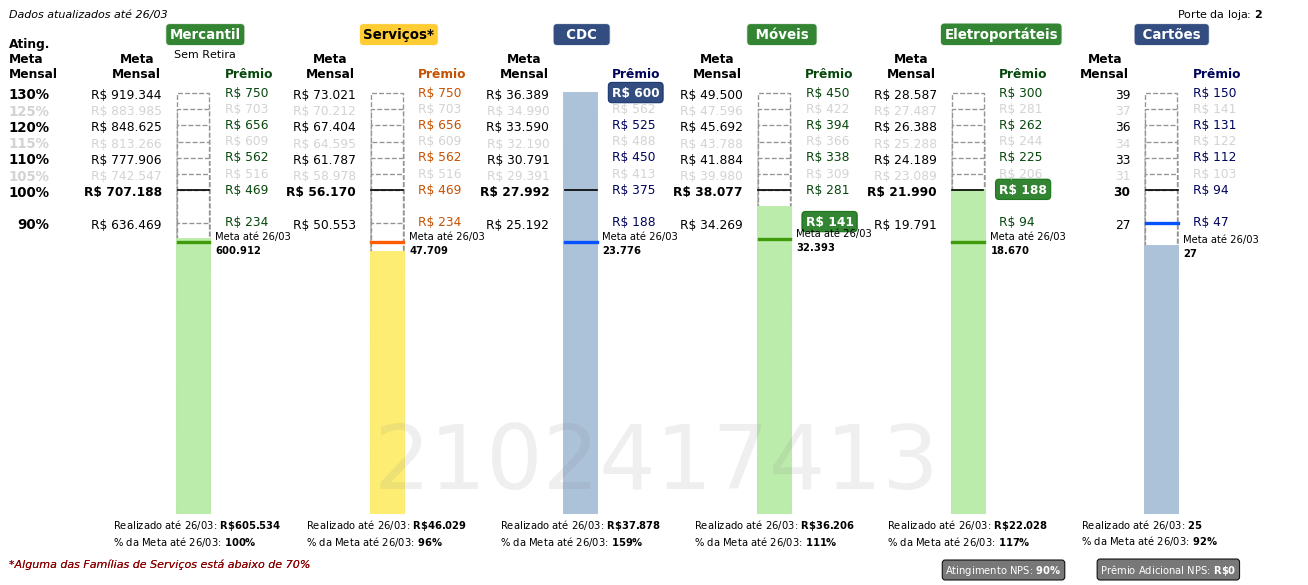 Dados atualizados até 26/03
Porte da loja: 2
Mercantil Serviços* CDC Móveis Eletroportáteis Cartões
Sem Retira
Ating. Meta Mensal
Meta Mensal Prêmio Meta Mensal Prêmio Meta Mensal Prêmio Meta Mensal Prêmio Meta Mensal Prêmio Meta Mensal Prêmio
130% R$ 919.344 R$ 750 R$ 73.021 R$ 750 R$ 36.389 R$ 600 R$ 49.500 R$ 450 R$ 28.587 R$ 300 39 R$ 150
125% R$ 883.985 R$ 703 R$ 70.212 R$ 703 R$ 34.990 R$ 562 R$ 47.596 R$ 422 R$ 27.487 R$ 281 37 R$ 141
120% R$ 848.625 R$ 656 R$ 67.404 R$ 656 R$ 33.590 R$ 525 R$ 45.692 R$ 394 R$ 26.388 R$ 262 36 R$ 131
115% R$ 813.266 R$ 609 R$ 64.595 R$ 609 R$ 32.190 R$ 488 R$ 43.788 R$ 366 R$ 25.288 R$ 244 34 R$ 122
110% R$ 777.906 R$ 562 R$ 61.787 R$ 562 R$ 30.791 R$ 450 R$ 41.884 R$ 338 R$ 24.189 R$ 225 33 R$ 112
105% R$ 742.547 R$ 516 R$ 58.978 R$ 516 R$ 29.391 R$ 413 R$ 39.980 R$ 309 R$ 23.089 R$ 206 31 R$ 103
100% R$ 707.188 R$ 469 R$ 56.170 R$ 469 R$ 27.992 R$ 375 R$ 38.077 R$ 281 R$ 21.990 R$ 188 30 R$ 94
90% R$ 636.469 R$ 234 R$ 50.553 R$ 234 R$ 25.192 R$ 188 R$ 34.269 R$ 141 R$ 19.791 R$ 94 27 R$ 47
Meta até 26/03 Meta até 26/03 Meta até 26/03 Meta até 26/03 Meta até 26/03 Meta até 26/03
600.912 47.709 23.776 32.393 18.670 27
2102417413
Realizado até 26/03: R$605.534 Realizado até 26/03: R$46.029 Realizado até 26/03: R$37.878 Realizado até 26/03: R$36.206 Realizado até 26/03: R$22.028 Realizado até 26/03: 25
% da Meta até 26/03: 100% % da Meta até 26/03: 96% % da Meta até 26/03: 159% % da Meta até 26/03: 111% % da Meta até 26/03: 117% % da Meta até 26/03: 92%
*Alguma das Famílias de Serviços está abaixo de 70%
Atingimento NPS: 90% Prêmio Adicional NPS: R$0